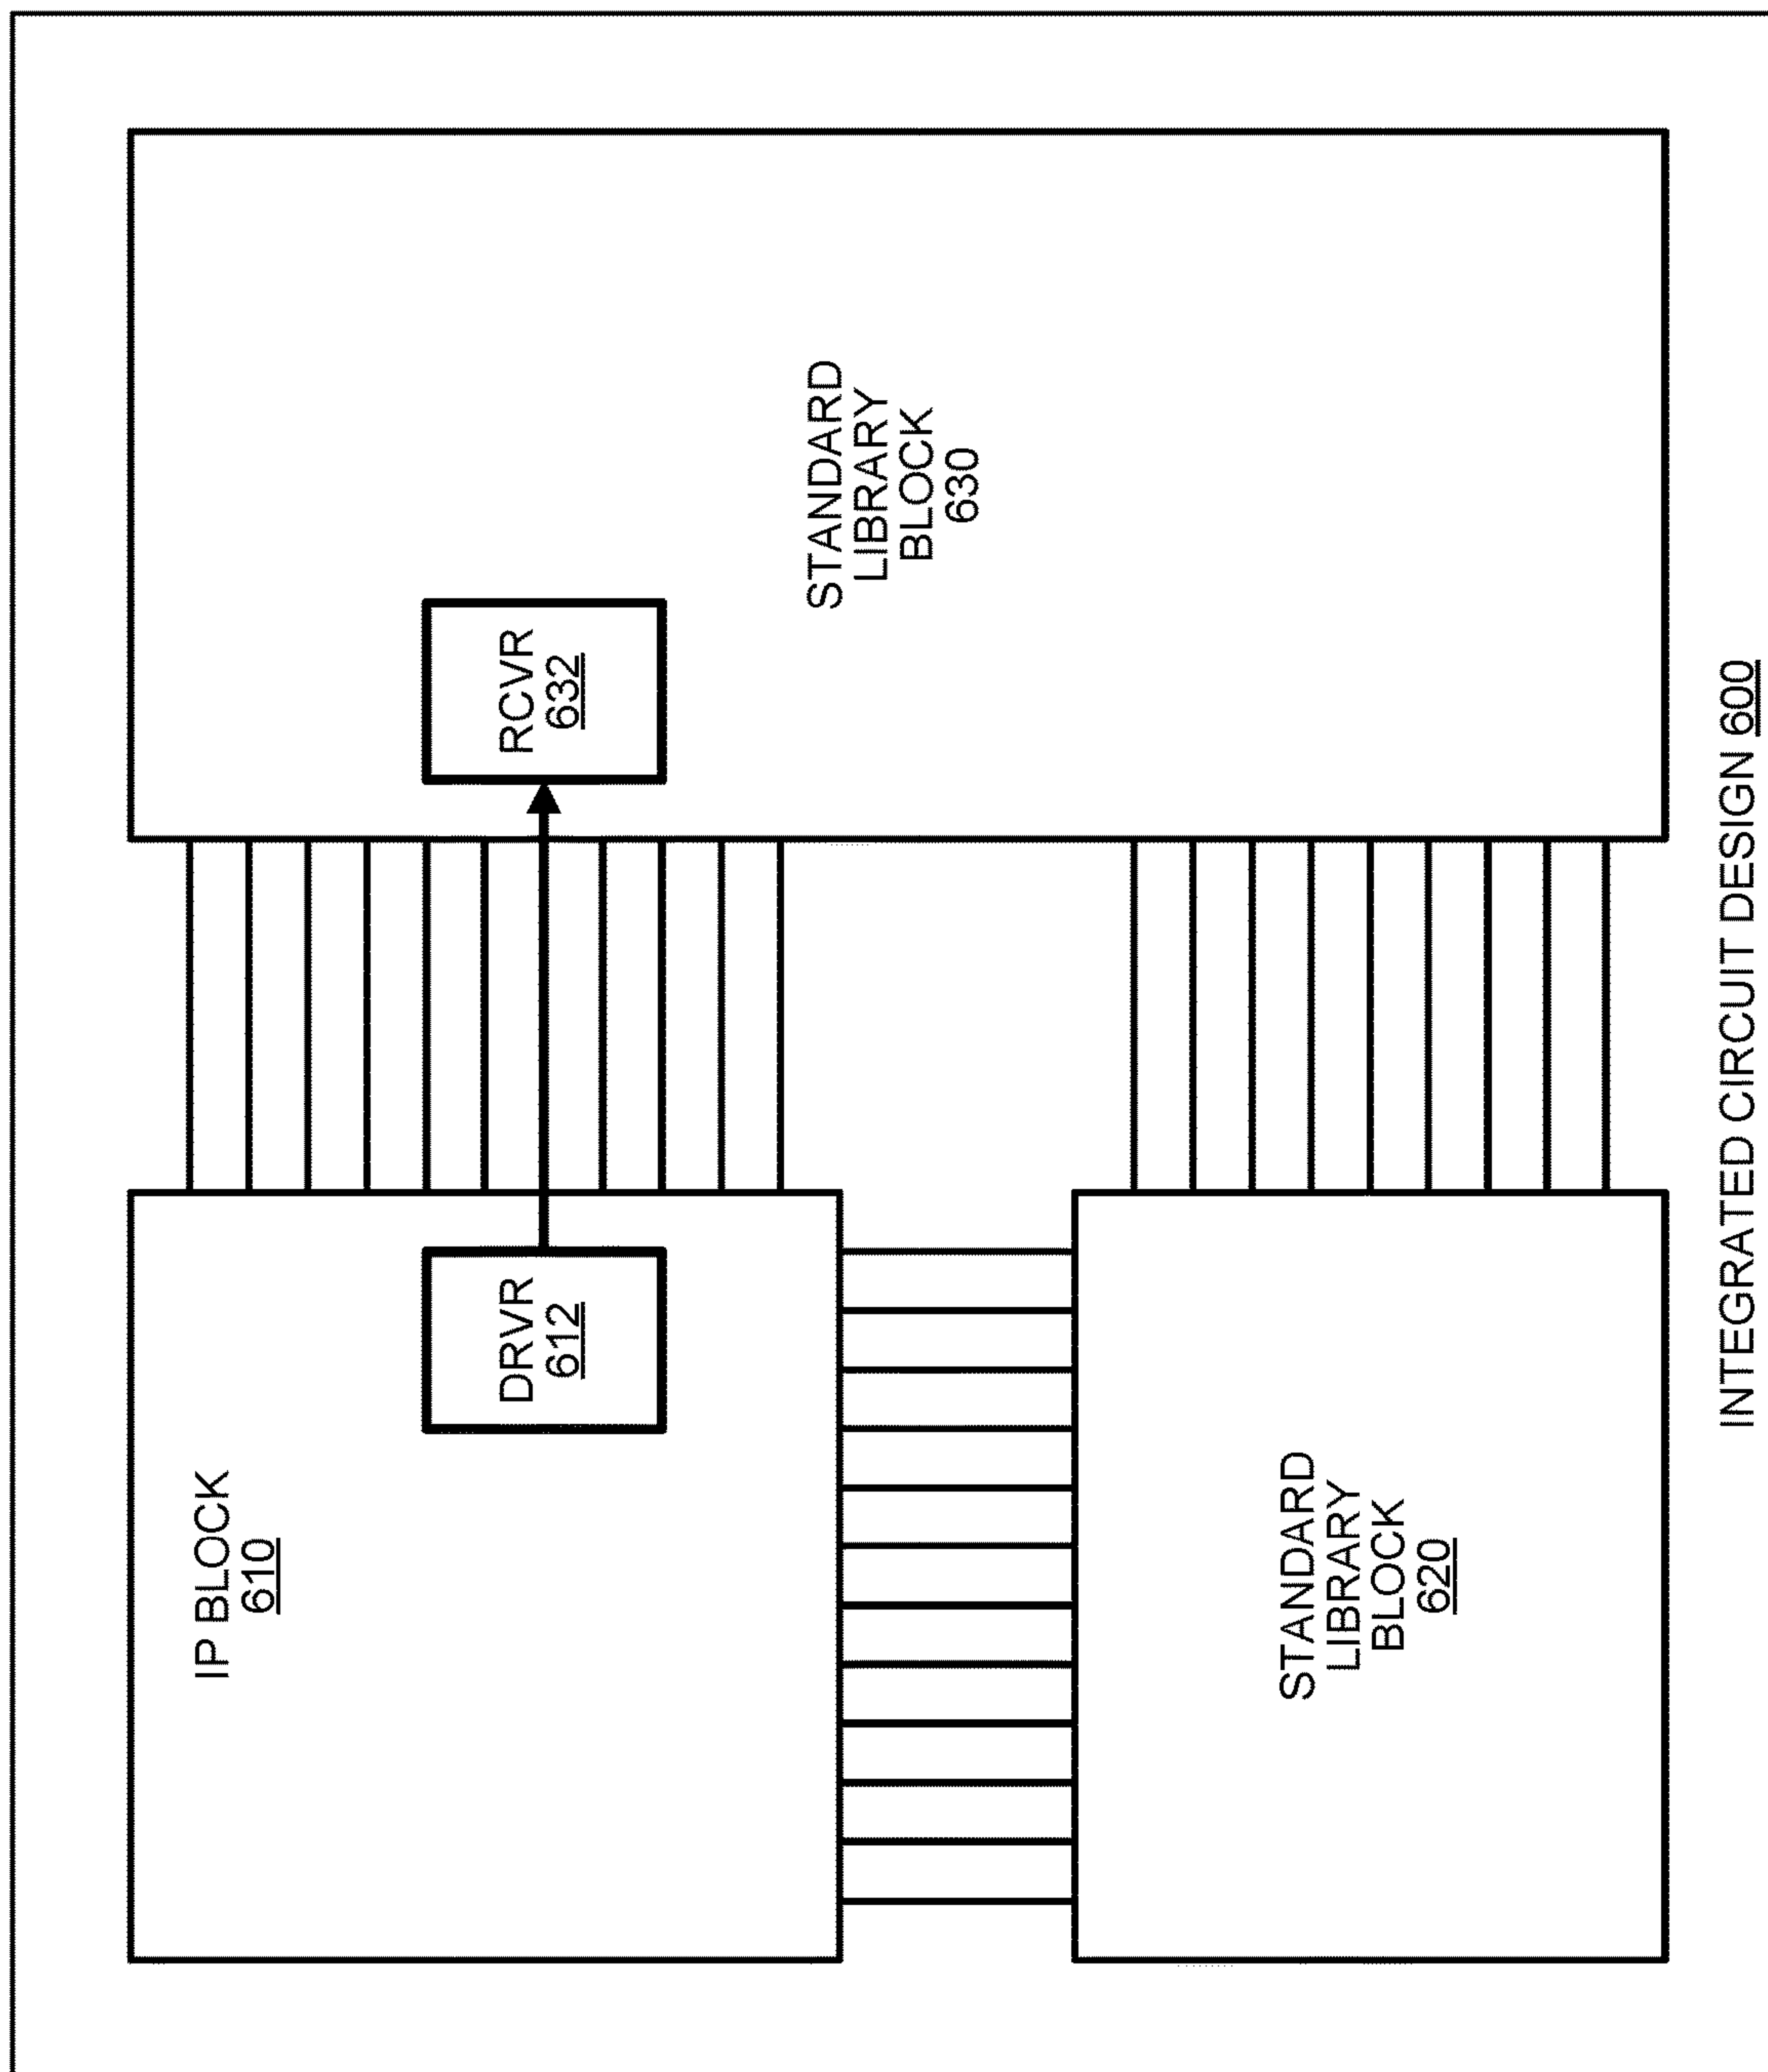 IP BLOCK
610
DRVR
612
RCVR
632
STANDARD
LIBRARY
BLOCK
630
STANDARD
LIBRARY
BLOCK
620
INTEGRATED CIRCUIT DESIGN 600